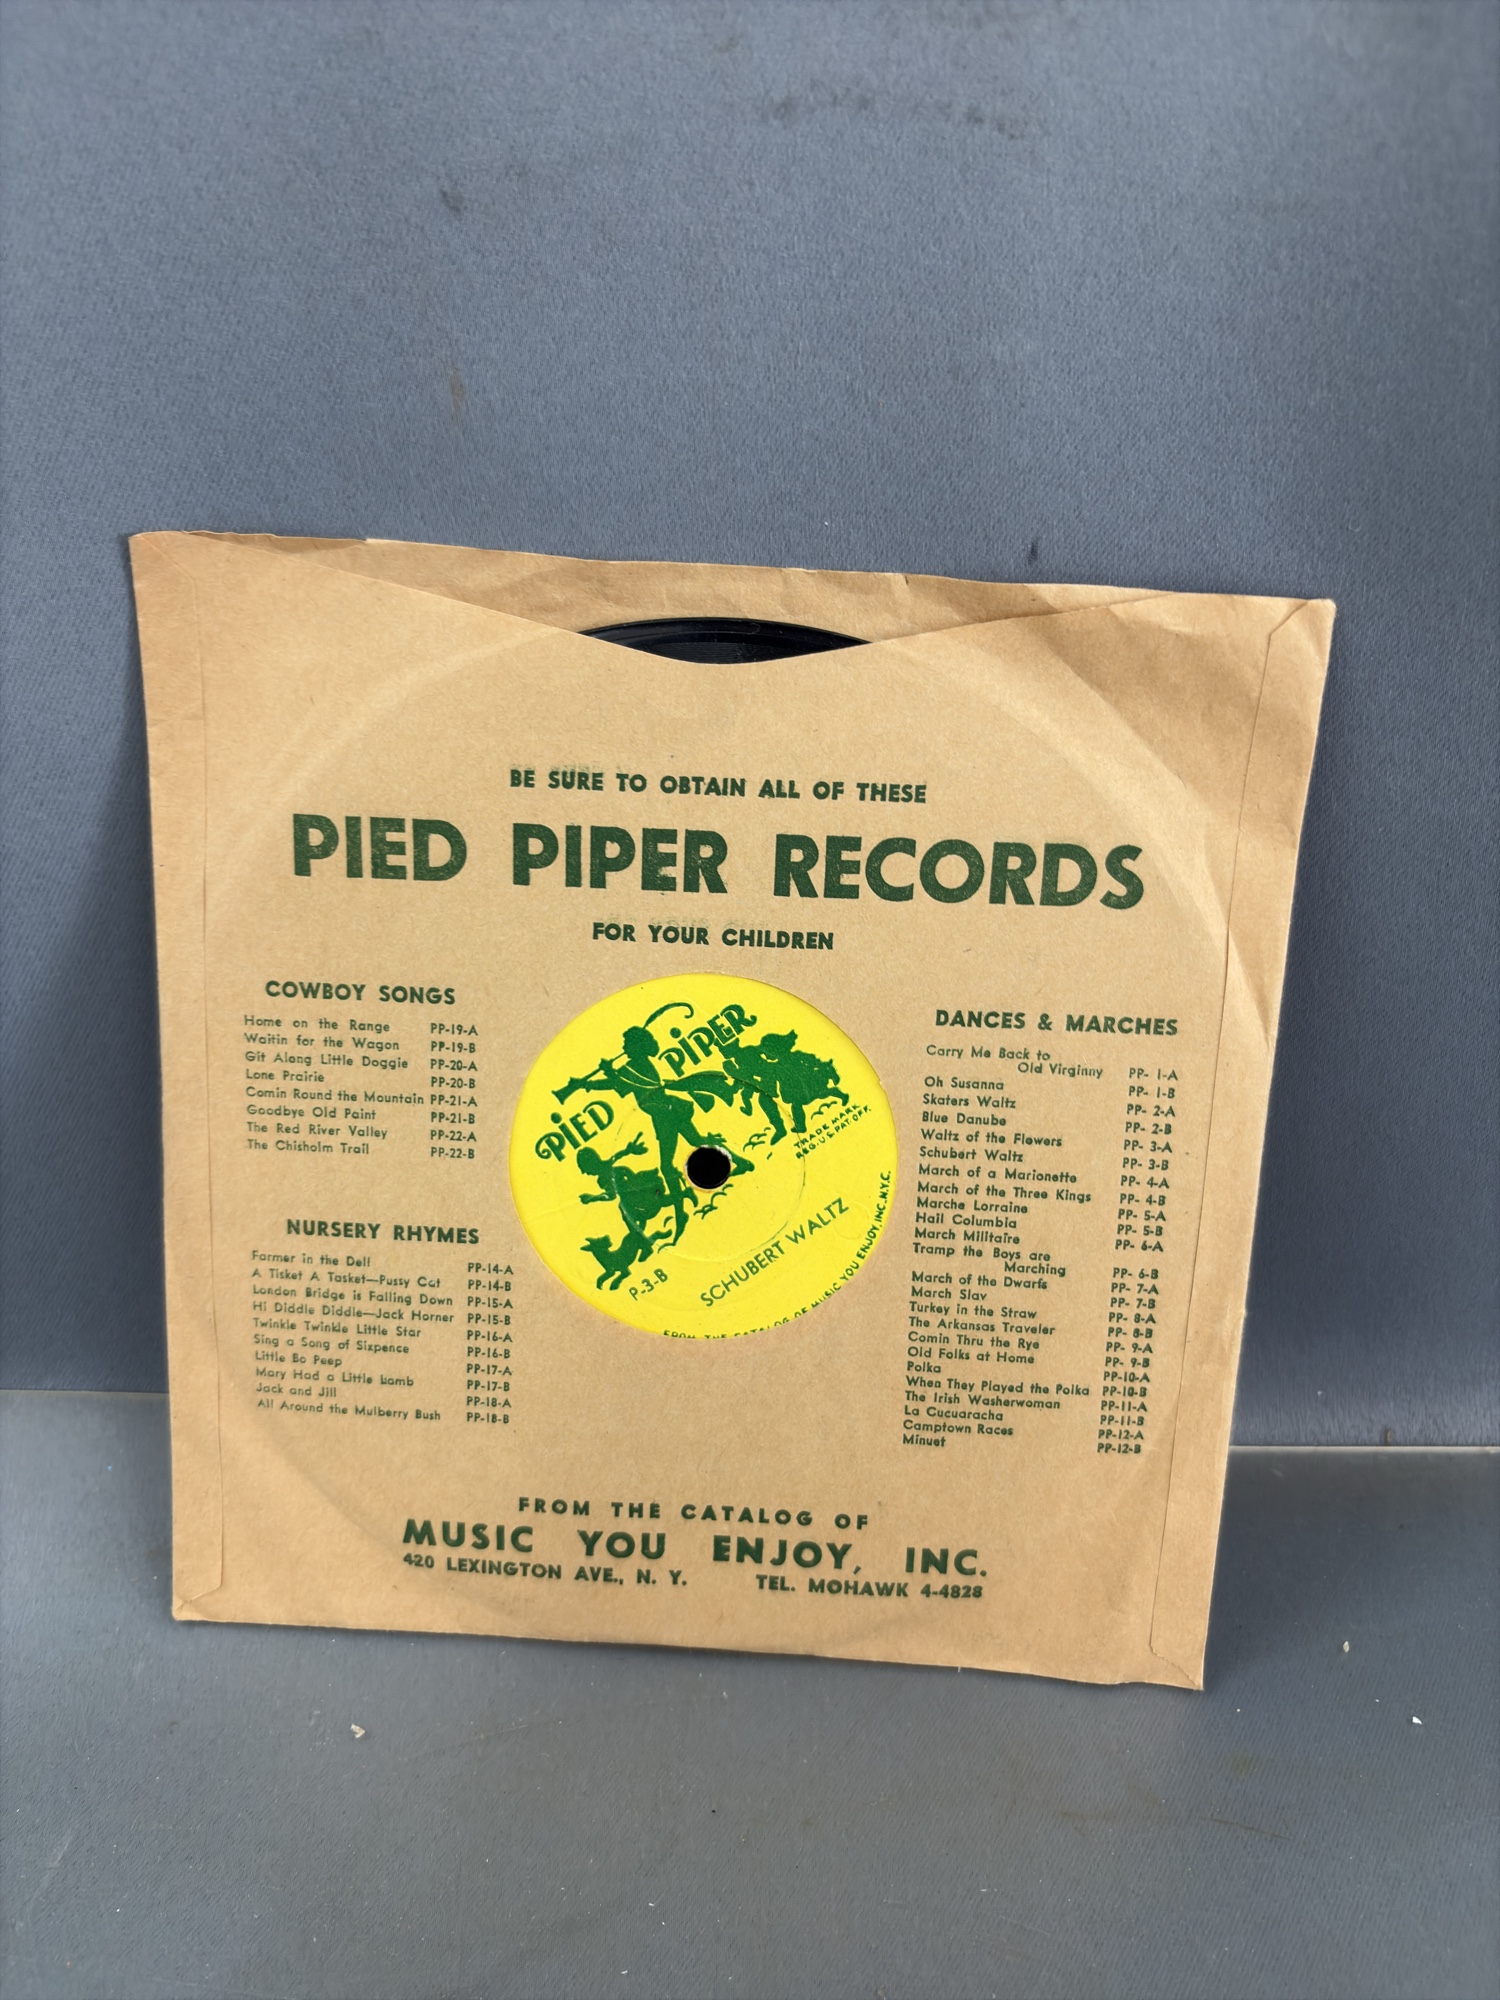 BE SURE TO OBTAIN ALL OF THESE
PIED PIPER RECORDS
FOR YOUR CHILDREN
COWBOY SONGS
Home on the Range PP-19-A
Waitin for the Wagon PP-19-B
Git Along Little Doggie PP-20-A
Lone Prairie PP-20-B
Comin Round the Mountain PP-21-A
Goodbye Old Paint PP-21-B
The Red River Valley PP-22-A
The Chisholm Trail PP-22-B
NURSERY RHYMES
Farmer in the Dell PP-14-A
A Tisket A Tasket—Pussy Cat PP-14-B
London Bridge is Falling Down PP-15-A
Hi Diddle Diddle—Jack Horner PP-15-B
Twinkle Twinkle Little Star PP-16-A
Sing a Song of Sixpence PP-16-B
Little Bo Peep PP-17-A
Mary Had a Little Lamb PP-17-B
Jack and Jill PP-18-A
All Around the Mulberry Bush PP-18-B
PIED PIPER
TRADE MARK
REG. U.S. PAT. OFF.
P-3-B
SCHUBERT WALTZ
FROM THE CATALOG OF MUSIC YOU ENJOY, INC. N.Y.C.
DANCES & MARCHES
Carry Me Back to
Old Virginny PP- 1-A
Oh Susanna PP- 1-B
Skaters Waltz PP- 2-A
Blue Danube PP- 2-B
Waltz of the Flowers PP- 3-A
Schubert Waltz PP- 3-B
March of a Marionette PP- 4-A
March of the Three Kings PP- 4-B
Marche Lorraine PP- 5-A
Hail Columbia PP- 5-B
March Militaire PP- 6-A
Tramp the Boys are
Marching PP- 6-B
March of the Dwarfs PP- 7-A
March Slav PP- 7-B
Turkey in the Straw PP- 8-A
The Arkansas Traveler PP- 8-B
Comin Thru the Rye PP- 9-A
Old Folks at Home PP- 9-B
Polka PP-10-A
When They Played the Polka PP-10-B
The Irish Washerwoman PP-11-A
La Cucuaracha PP-11-B
Camptown Races PP-12-A
Minuet PP-12-B
FROM THE CATALOG OF
MUSIC YOU ENJOY, INC.
420 LEXINGTON AVE., N. Y. TEL. MOHAWK 4-4828